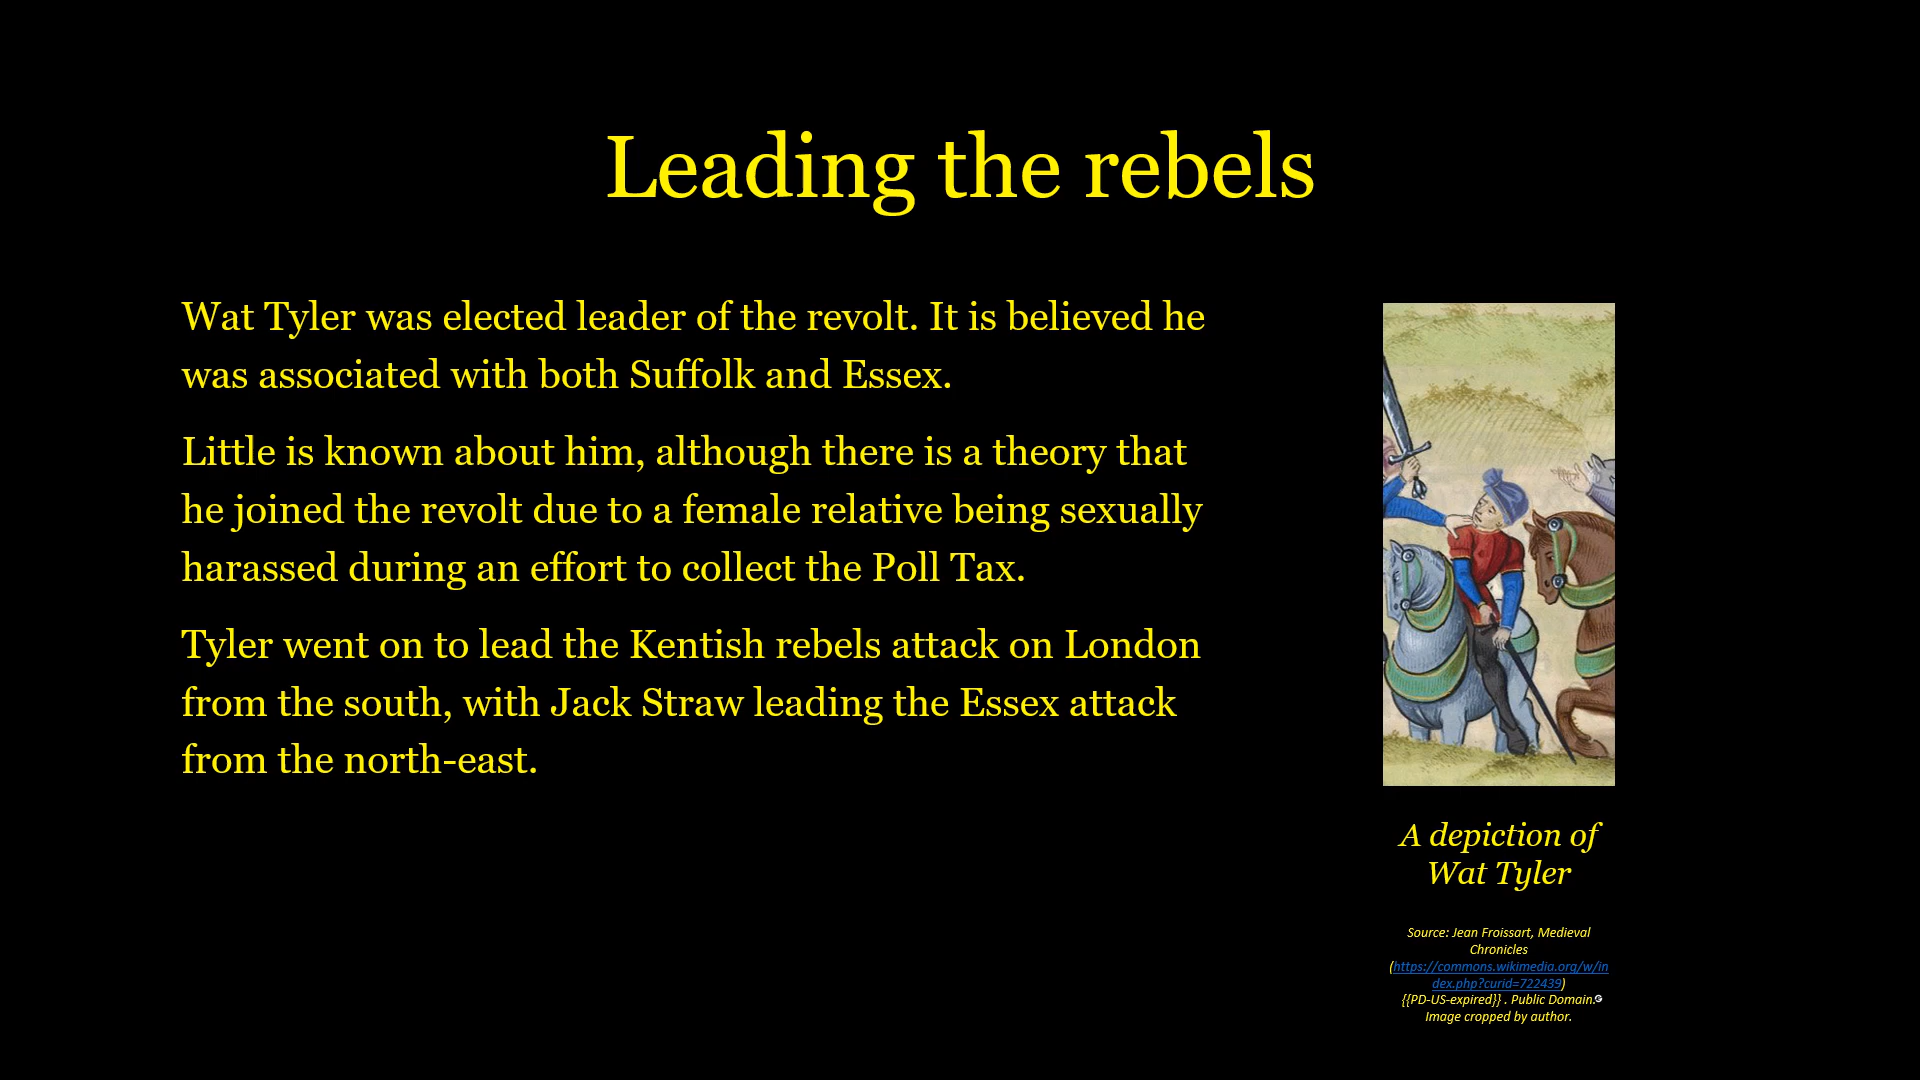 Leading the rebels
Wat Tyler was elected leader of the revolt. It is believed he
was associated with both Suffolk and Essex.
Little is known about him, although there is a theory that
he joined the revolt due to a female relative being sexually
harassed during an effort to collect the Poll Tax.
Tyler went on to lead the Kentish rebels attack on London
from the south, with Jack Straw leading the Essex attack
from the north-east.
A depiction of
Wat Tyler
Source: Jean Froissart, Medieval
Chronicles
(https://commons.wikimedia.org/w/in
dex.php?curid=722439)
{{PD-US-expired}} . Public Domain.
Image cropped by author.